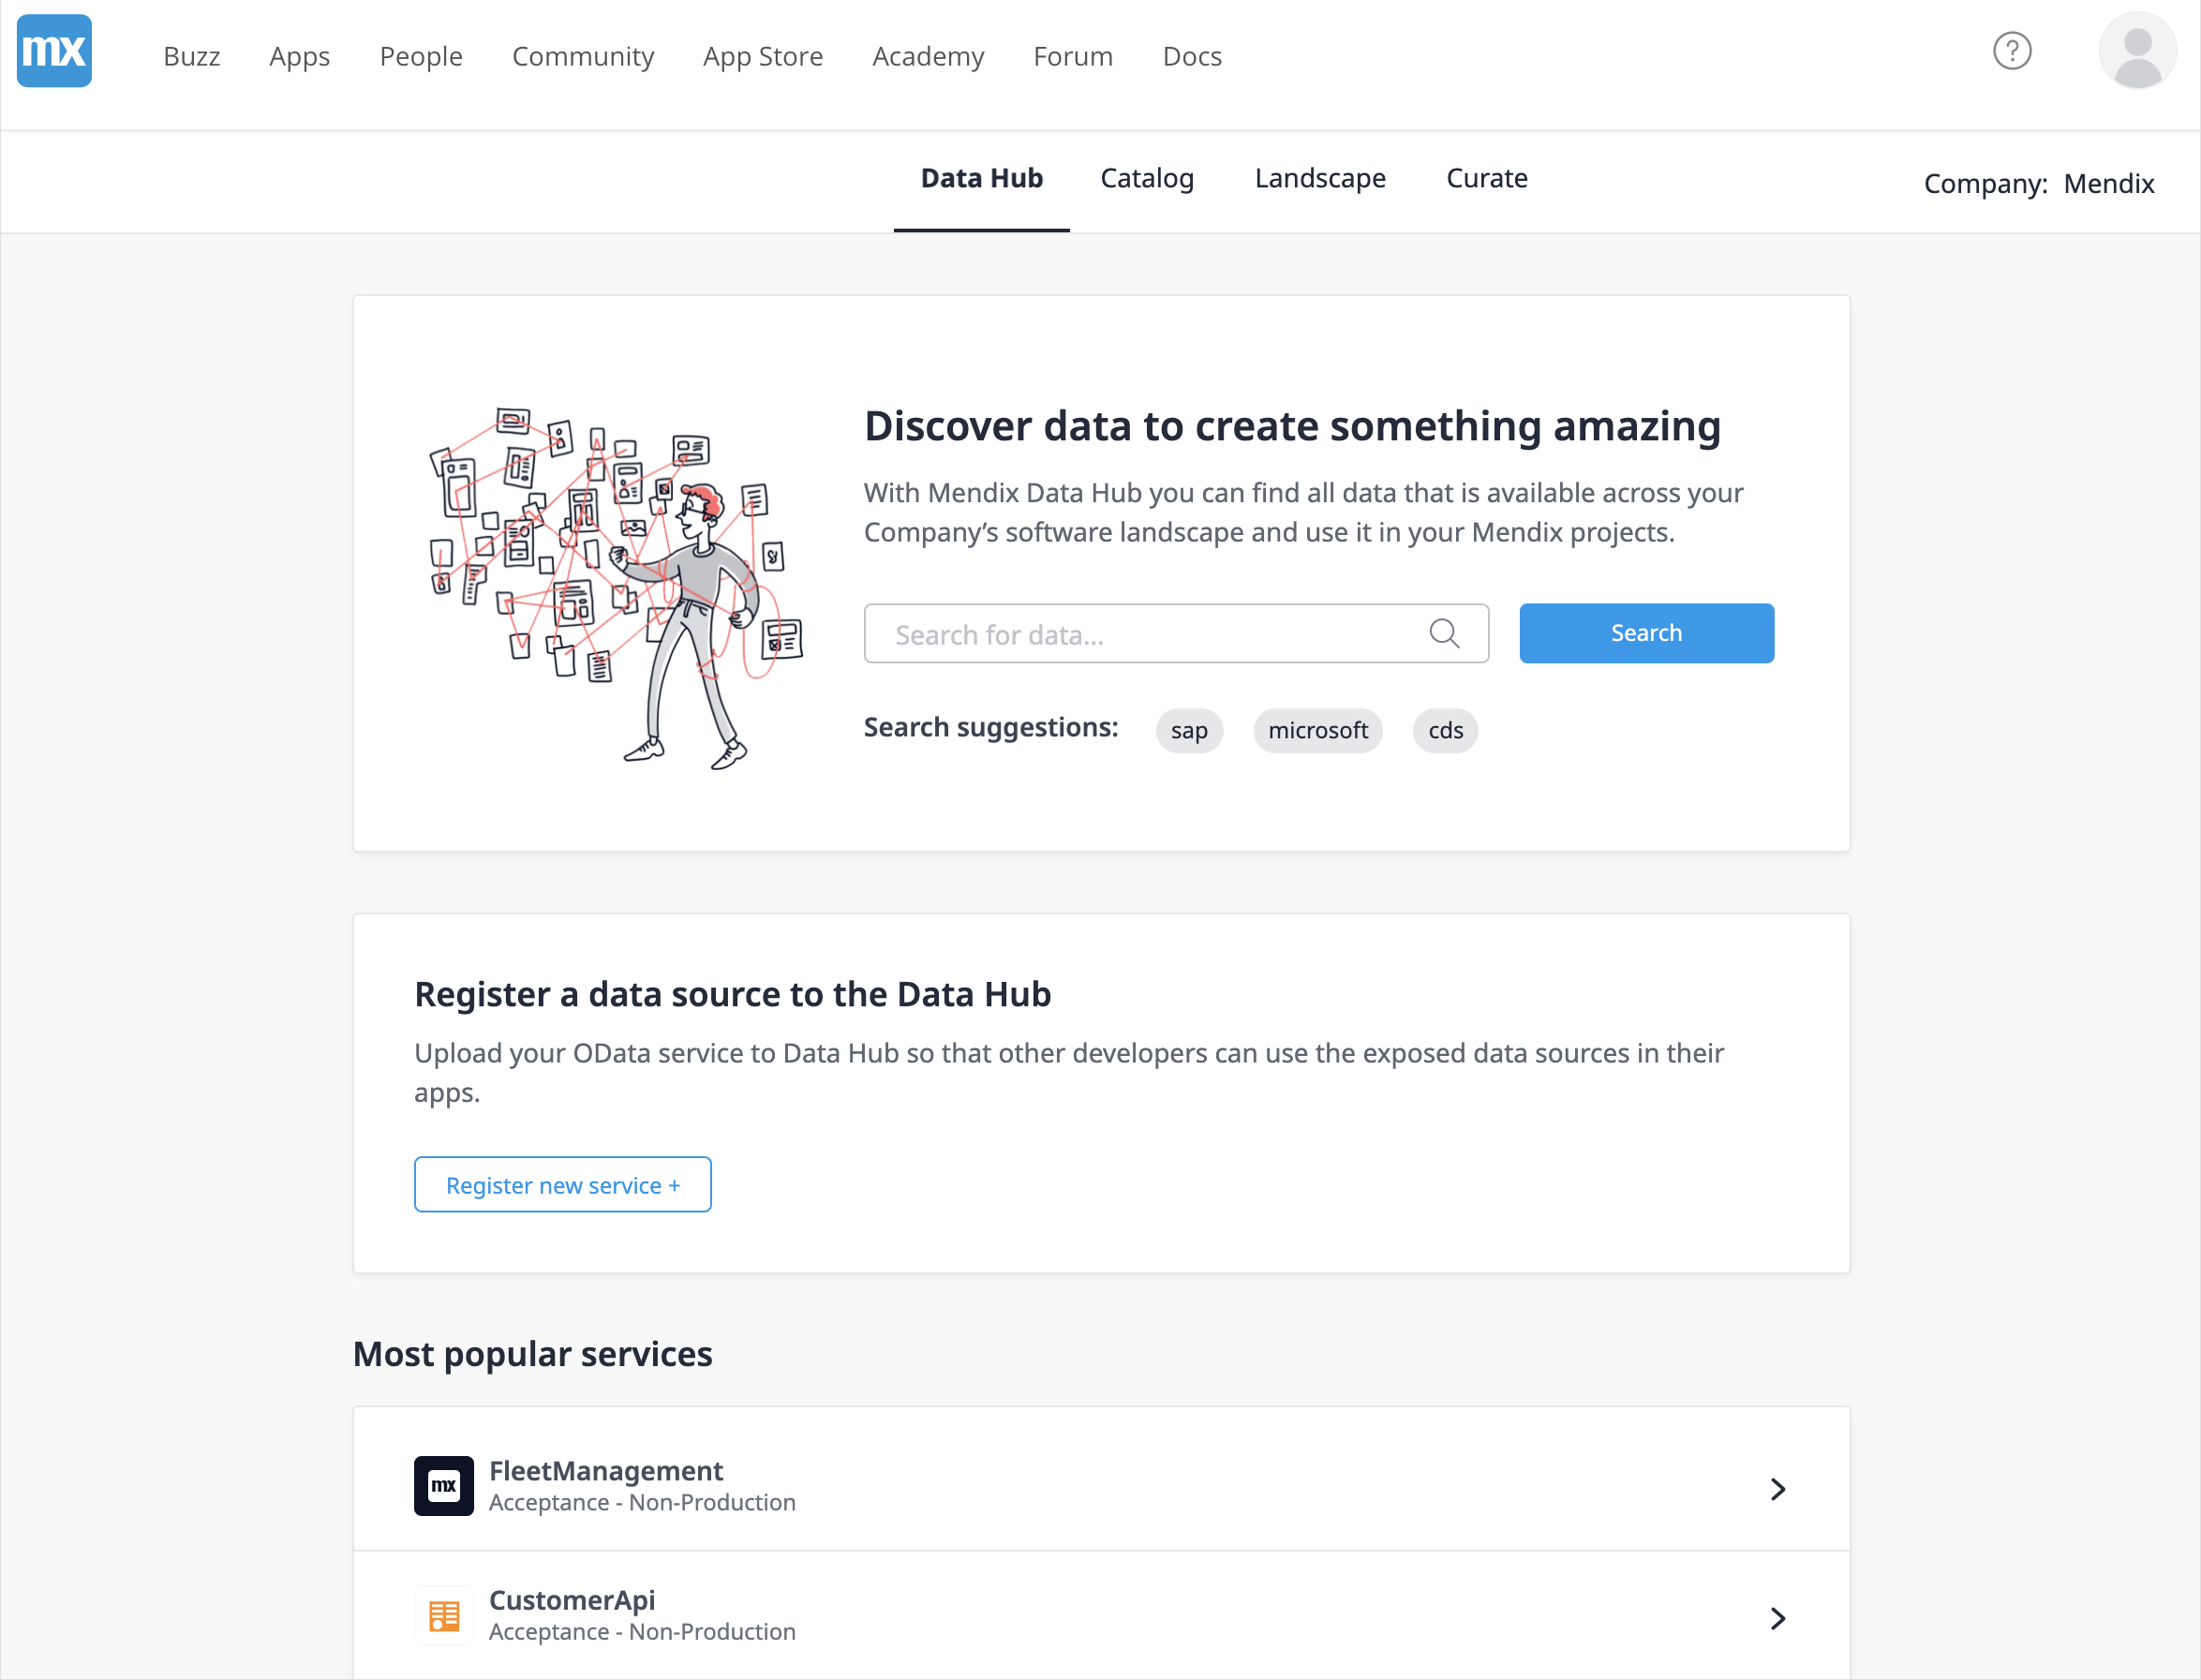 mx
Buzz Apps People Community App Store Academy Forum Docs
?
Data Hub Catalog Landscape Curate Company: Mendix
Discover data to create something amazing
With Mendix Data Hub you can find all data that is available across your
Company’s software landscape and use it in your Mendix projects.
Search for data...
Search
Search suggestions: sap microsoft cds
Register a data source to the Data Hub
Upload your OData service to Data Hub so that other developers can use the exposed data sources in their
apps.
Register new service +
Most popular services
mx
FleetManagement
Acceptance - Non-Production
CustomerApi
Acceptance - Non-Production